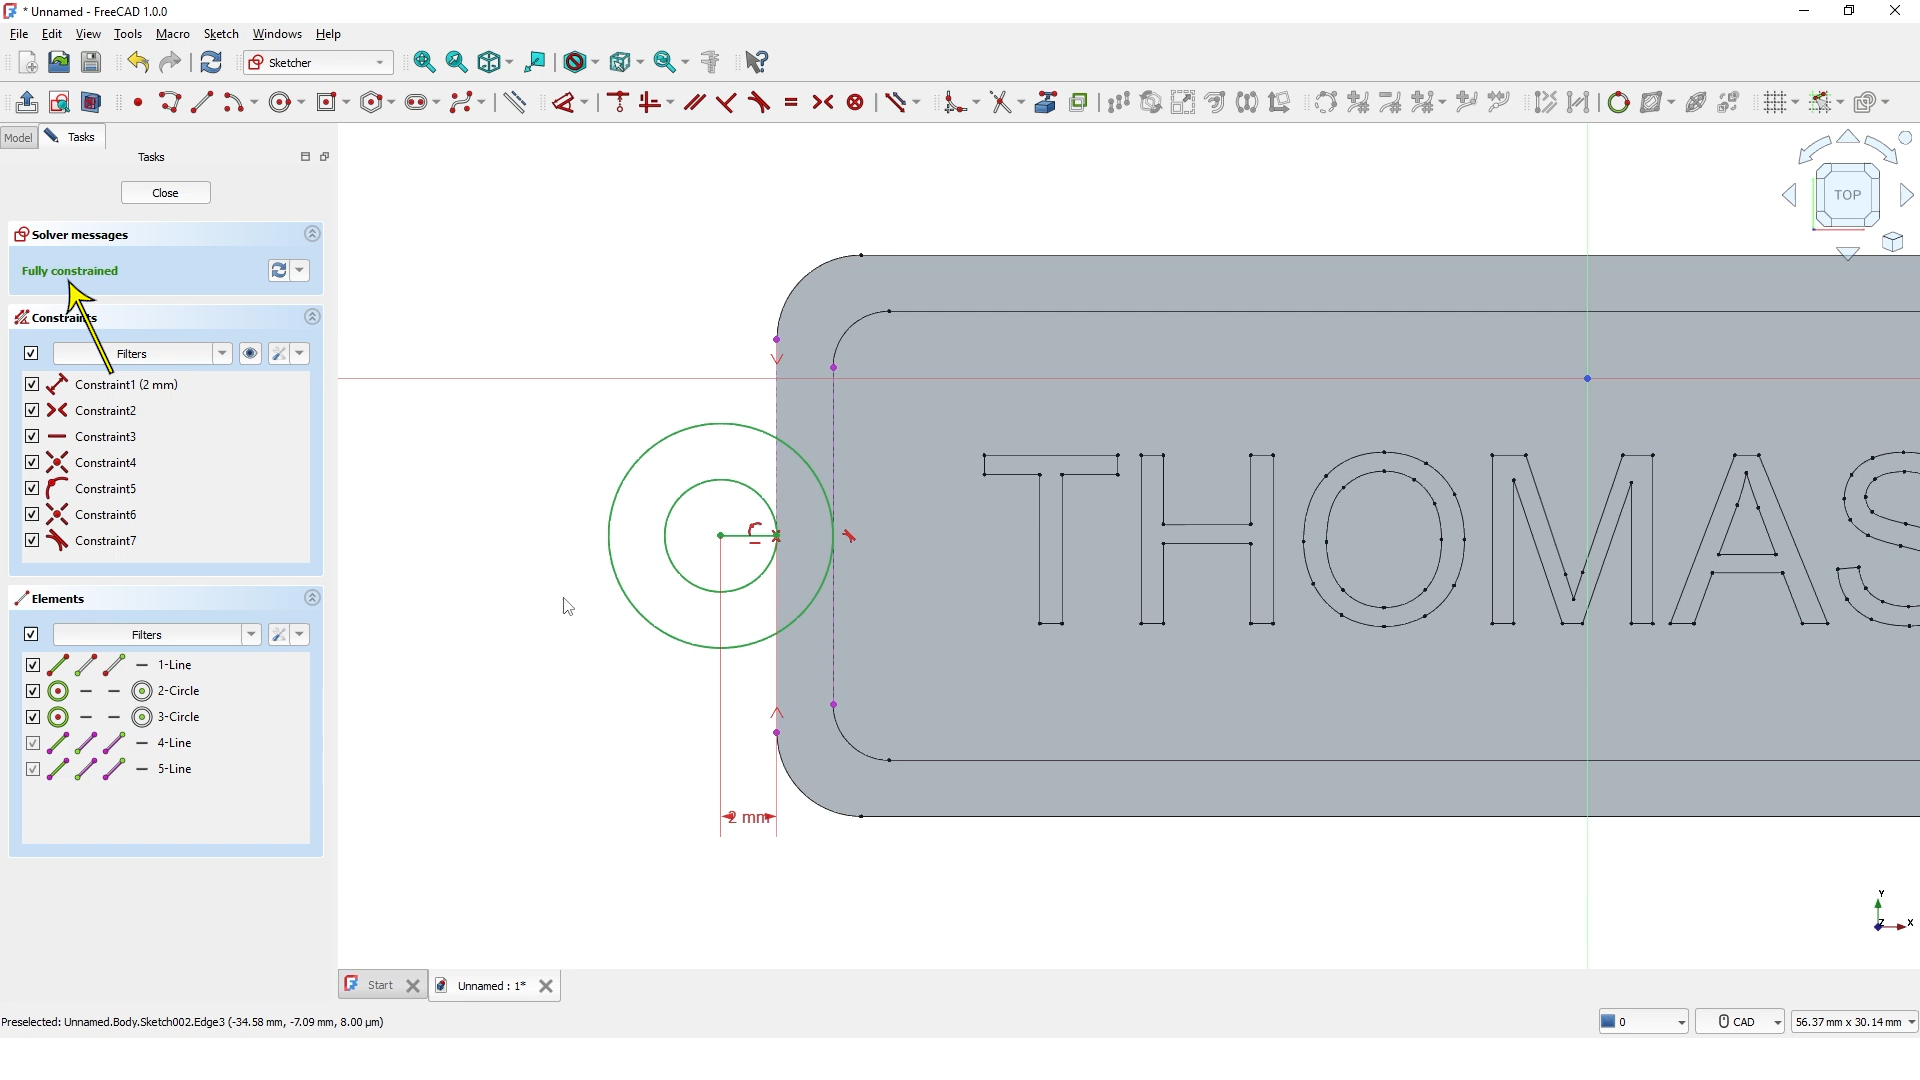 * Unnamed - FreeCAD 1.0.0
File Edit View Tools Macro Sketch Windows Help
Sketcher
Model Tasks
Tasks
Close
Solver messages
Fully constrained
Constraints
Filters
Constraint1 (2 mm)
Constraint2
Constraint3
Constraint4
Constraint5
Constraint6
Constraint7
Elements
Filters
1-Line
2-Circle
3-Circle
4-Line
5-Line
TOP
THOMAS
2 mm
Y
Z X
Start Unnamed : 1*
Preselected: Unnamed.Body.Sketch002.Edge3 (-34.58 mm, -7.09 mm, 8.00 µm) 0 CAD 56.37 mm x 30.14 mm